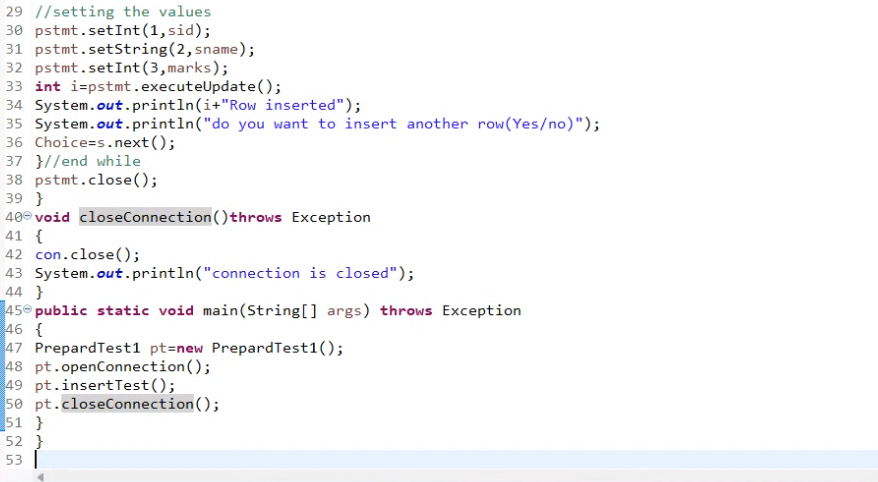 29 //setting the values
30 pstmt.setInt(1,sid);
31 pstmt.setString(2,sname);
32 pstmt.setInt(3,marks);
33 int i=pstmt.executeUpdate();
34 System.out.println(i+"Row inserted");
35 System.out.println("do you want to insert another row(Yes/no)");
36 Choice=s.next();
37 }//end while
38 pstmt.close();
39 }
40 void closeConnection()throws Exception
41 {
42 con.close();
43 System.out.println("connection is closed");
44 }
45 public static void main(String[] args) throws Exception
46 {
47 PrepardTest1 pt=new PrepardTest1();
48 pt.openConnection();
49 pt.insertTest();
50 pt.closeConnection();
51 }
52 }
53